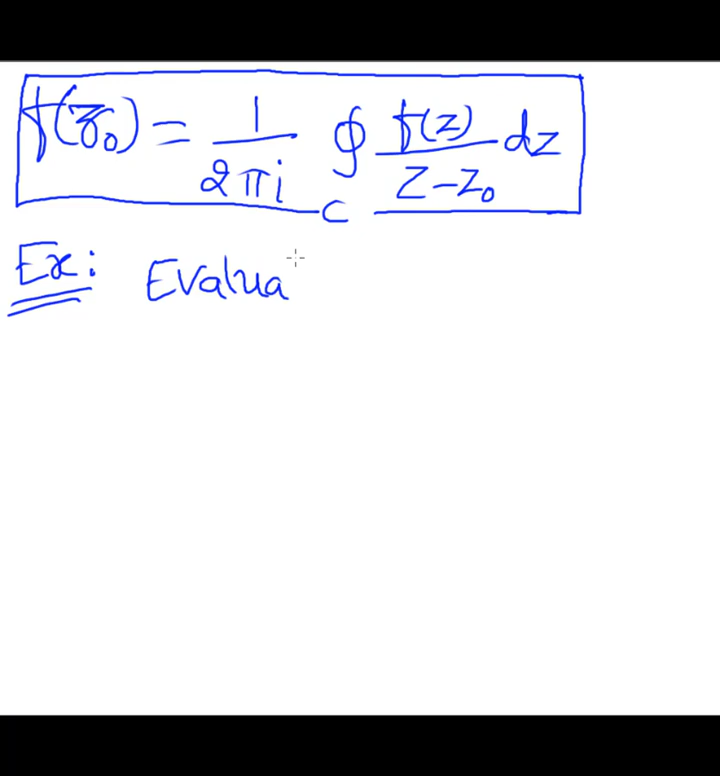 f(z₀) = 1/2πi ∮_C f(z)/z-z₀ dz
Ex: Evalua